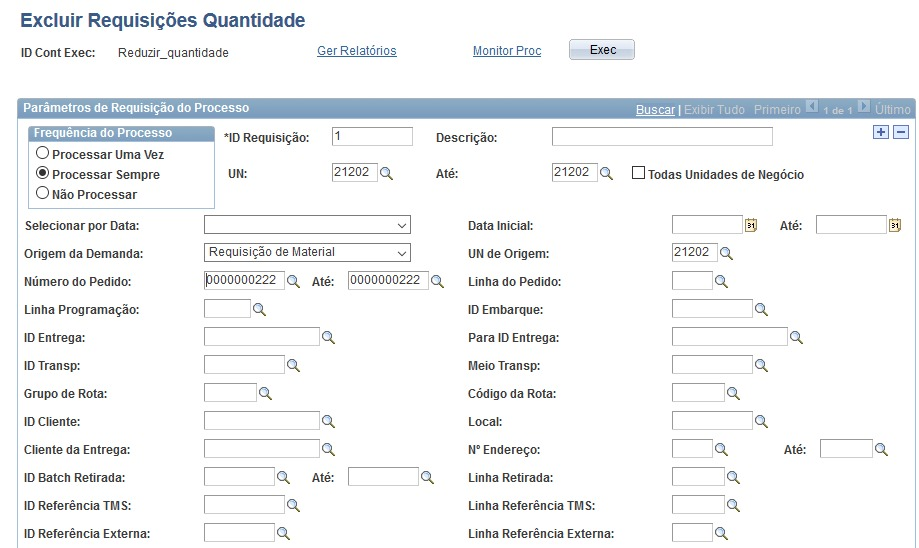 Excluir Requisições Quantidade
ID Cont Exec: Reduzir_quantidade Ger Relatórios Monitor Proc Exec
Parâmetros de Requisição do Processo Buscar | Exibir Tudo Primeiro 1 de 1 Último
Frequência do Processo
Processar Uma Vez
Processar Sempre
Não Processar
*ID Requisição: 1 Descrição:
UN: 21202 Até: 21202 Todas Unidades de Negócio
Selecionar por Data: Data Inicial: 31 Até: 31
Origem da Demanda: Requisição de Material UN de Origem: 21202
Número do Pedido: 0000000222 Até: 0000000222 Linha do Pedido:
Linha Programação: ID Embarque:
ID Entrega: Para ID Entrega:
ID Transp: Meio Transp:
Grupo de Rota: Código da Rota:
ID Cliente: Local:
Cliente da Entrega: Nº Endereço: Até:
ID Batch Retirada: Até: Linha Retirada:
ID Referência TMS: Linha Referência TMS:
ID Referência Externa: Linha Referência Externa: